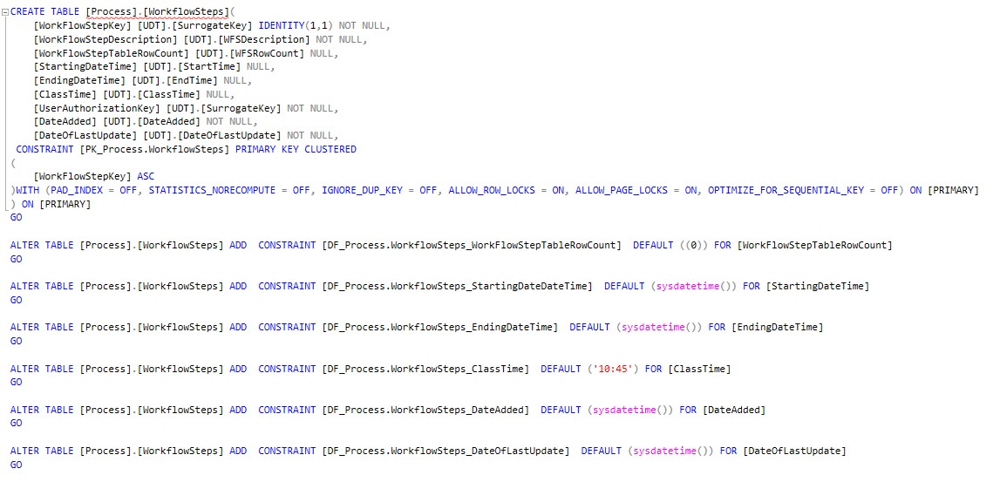 CREATE TABLE [Process].[WorkflowSteps](
    [WorkFlowStepKey] [UDT].[SurrogateKey] IDENTITY(1,1) NOT NULL,
    [WorkFlowStepDescription] [UDT].[WFSDescription] NOT NULL,
    [WorkFlowStepTableRowCount] [UDT].[WFSRowCount] NULL,
    [StartingDateTime] [UDT].[StartTime] NULL,
    [EndingDateTime] [UDT].[EndTime] NULL,
    [ClassTime] [UDT].[ClassTime] NULL,
    [UserAuthorizationKey] [UDT].[SurrogateKey] NOT NULL,
    [DateAdded] [UDT].[DateAdded] NOT NULL,
    [DateOfLastUpdate] [UDT].[DateOfLastUpdate] NOT NULL,
 CONSTRAINT [PK_Process.WorkflowSteps] PRIMARY KEY CLUSTERED
(
    [WorkFlowStepKey] ASC
)WITH (PAD_INDEX = OFF, STATISTICS_NORECOMPUTE = OFF, IGNORE_DUP_KEY = OFF, ALLOW_ROW_LOCKS = ON, ALLOW_PAGE_LOCKS = ON, OPTIMIZE_FOR_SEQUENTIAL_KEY = OFF) ON [PRIMARY]
) ON [PRIMARY]
GO
ALTER TABLE [Process].[WorkflowSteps] ADD  CONSTRAINT [DF_Process.WorkflowSteps_WorkFlowStepTableRowCount]  DEFAULT ((0)) FOR [WorkFlowStepTableRowCount]
GO
ALTER TABLE [Process].[WorkflowSteps] ADD  CONSTRAINT [DF_Process.WorkflowSteps_StartingDateDateTime]  DEFAULT (sysdatetime()) FOR [StartingDateTime]
GO
ALTER TABLE [Process].[WorkflowSteps] ADD  CONSTRAINT [DF_Process.WorkflowSteps_EndingDateTime]  DEFAULT (sysdatetime()) FOR [EndingDateTime]
GO
ALTER TABLE [Process].[WorkflowSteps] ADD  CONSTRAINT [DF_Process.WorkflowSteps_ClassTime]  DEFAULT ('10:45') FOR [ClassTime]
GO
ALTER TABLE [Process].[WorkflowSteps] ADD  CONSTRAINT [DF_Process.WorkflowSteps_DateAdded]  DEFAULT (sysdatetime()) FOR [DateAdded]
GO
ALTER TABLE [Process].[WorkflowSteps] ADD  CONSTRAINT [DF_Process.WorkflowSteps_DateOfLastUpdate]  DEFAULT (sysdatetime()) FOR [DateOfLastUpdate]
GO